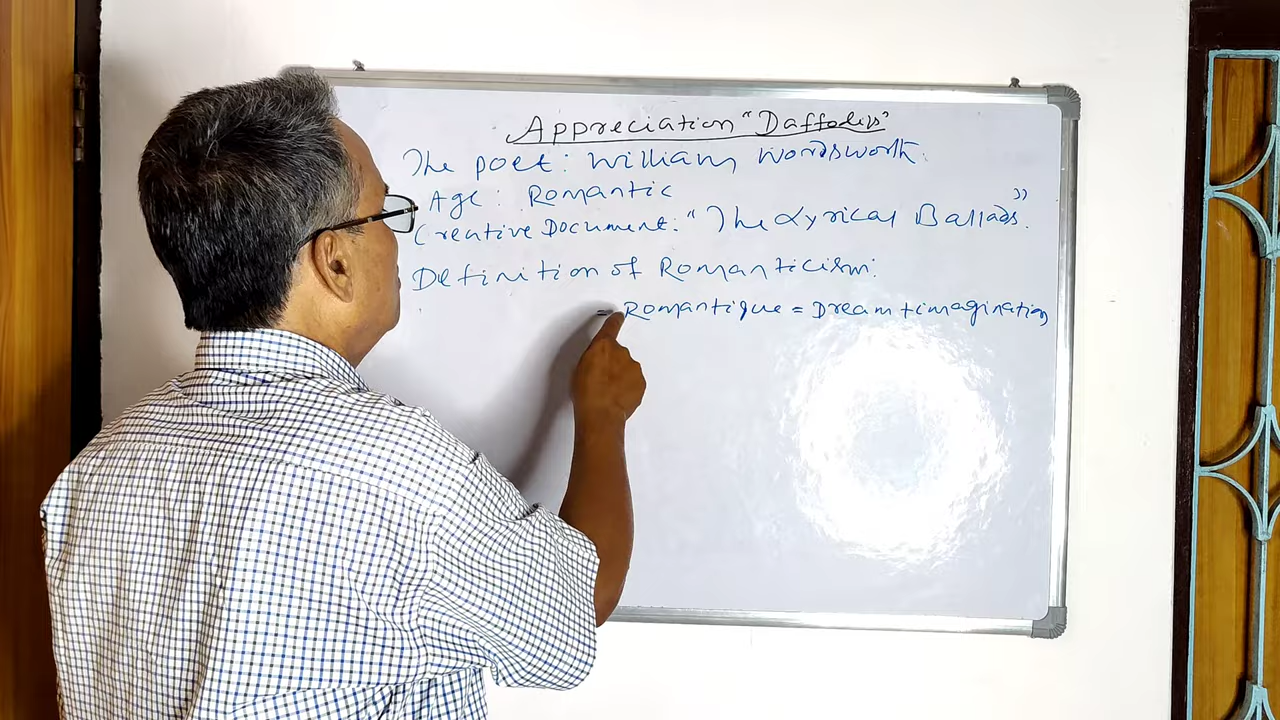 Appreciation "Daffodils"
The poet: William Wordsworth.
Age: Romantic
Creative Document: "The Lyrical Ballads".
Definition of Romanticism:
= Romantique = Dream + imagination